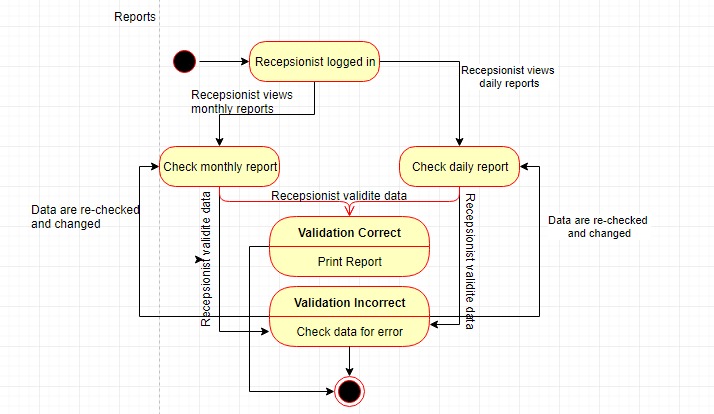 Reports
Recepsionist logged in
Recepsionist views
daily reports
Recepsionist views
monthly reports
Check monthly report
Check daily report
Recepsionist validite data
Data are re-checked
and changed
Recepsionist validite data
Recepsionist validite data
Data are re-checked
and changed
Validation Correct
Print Report
Validation Incorrect
Check data for error